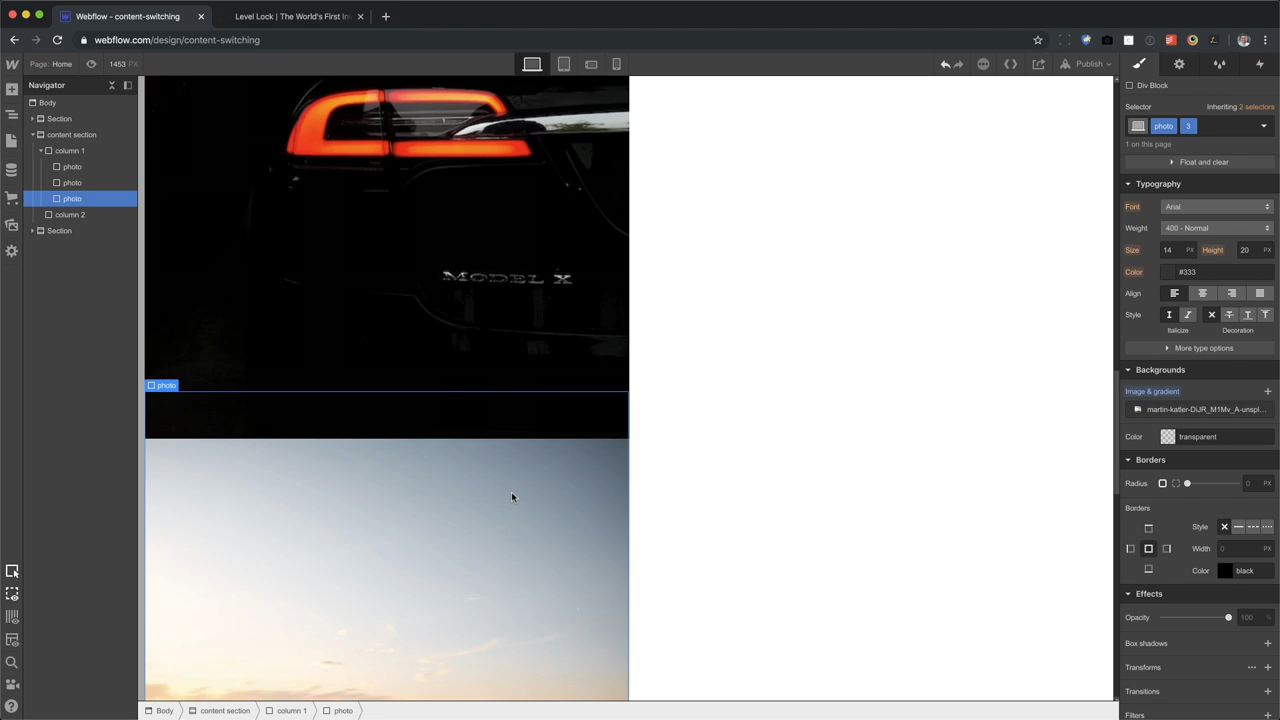 Webflow - content-switching
Level Lock | The World's First In
webflow.com/design/content-switching
Page: Home
1453 PX
Publish
Navigator
Body
Section
content section
column 1
photo
photo
photo
column 2
Section
MODEL X
photo
Body
content section
column 1
photo
Div Block
Selector
Inheriting 2 selectors
photo
3
1 on this page
Float and clear
Typography
Font
Arial
Weight
400 - Normal
Size
14 PX
Height
20 PX
Color
#333
Align
Style
Italicize
Decoration
More type options
Backgrounds
Image & gradient
martin-katler-DiJR_M1Mv_A-unspl...
Color
transparent
Borders
Radius
0 PX
Borders
Style
Width
0 PX
Color
black
Effects
Opacity
100 %
Box shadows
Transforms
Transitions
Filters